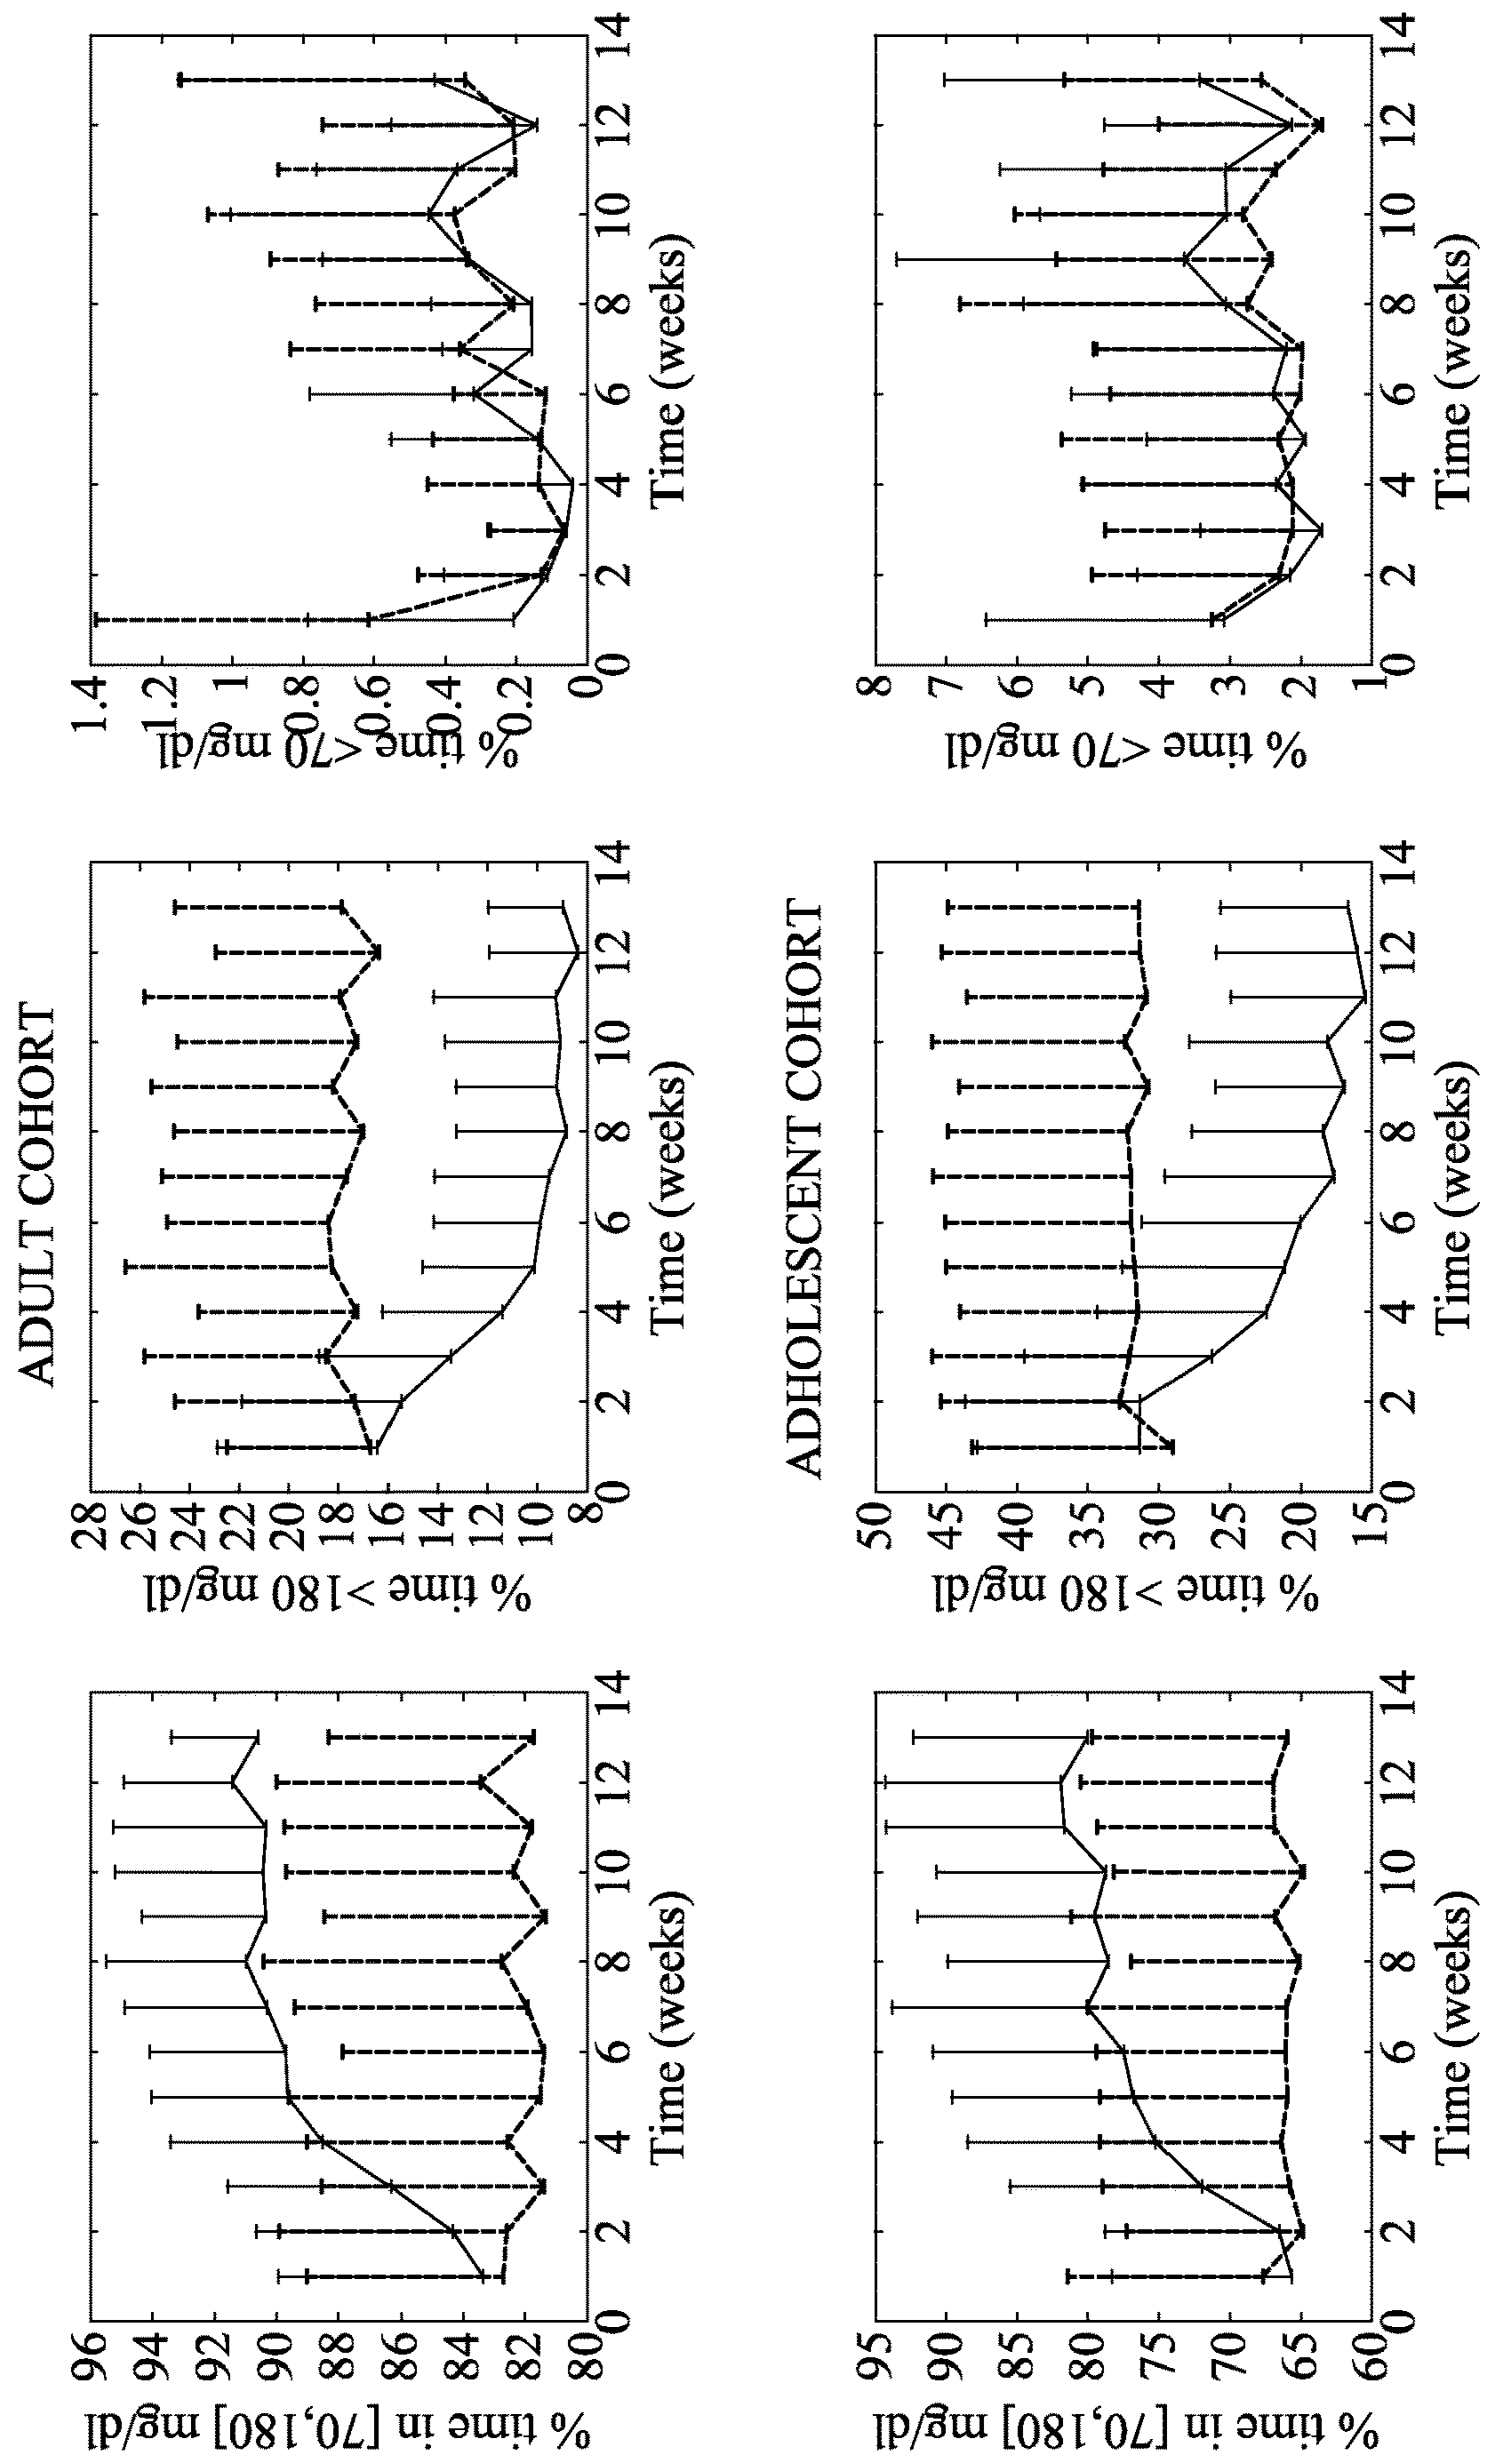 ADULT COHORT
% time in [70,180] mg/dl
96
94
92
90
88
86
84
82
80
0 2 4 6 8 10 12 14
Time (weeks)
% time >180 mg/dl
28
26
24
22
20
18
16
14
12
10
8
0 2 4 6 8 10 12 14
Time (weeks)
% time <70 mg/dl
1.4
1.2
1
0.8
0.6
0.4
0.2
0
0 2 4 6 8 10 12 14
Time (weeks)
ADHOLESCENT COHORT
% time in [70,180] mg/dl
95
90
85
80
75
70
65
60
0 2 4 6 8 10 12 14
Time (weeks)
% time >180 mg/dl
50
45
40
35
30
25
20
15
0 2 4 6 8 10 12 14
Time (weeks)
% time <70 mg/dl
8
7
6
5
4
3
2
1
0 2 4 6 8 10 12 14
Time (weeks)